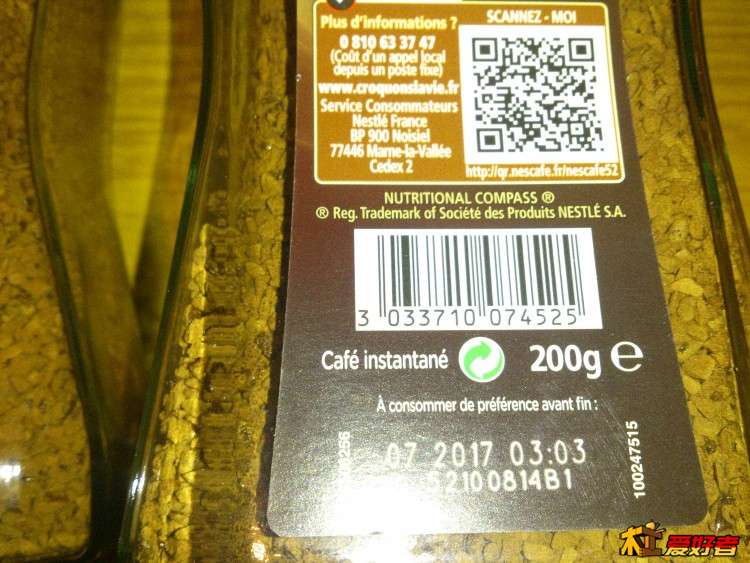 Plus d'informations ?
0 810 63 37 47
(Coût d'un appel local
depuis un poste fixe)
www.croquonslavie.fr
Service Consommateurs
Nestlé France
BP 900 Noisiel
77446 Marne-la-Vallée
Cedex 2
SCANNEZ - MOI
http://qr.nescafe.fr/nescafe52
NUTRITIONAL COMPASS ®
® Reg. Trademark of Société des Produits NESTLÉ S.A.
3 033710 074525
Café instantané 200g ℮
À consommer de préférence avant fin :
07 2017 03:03
52100814B1
100247515
爱好者